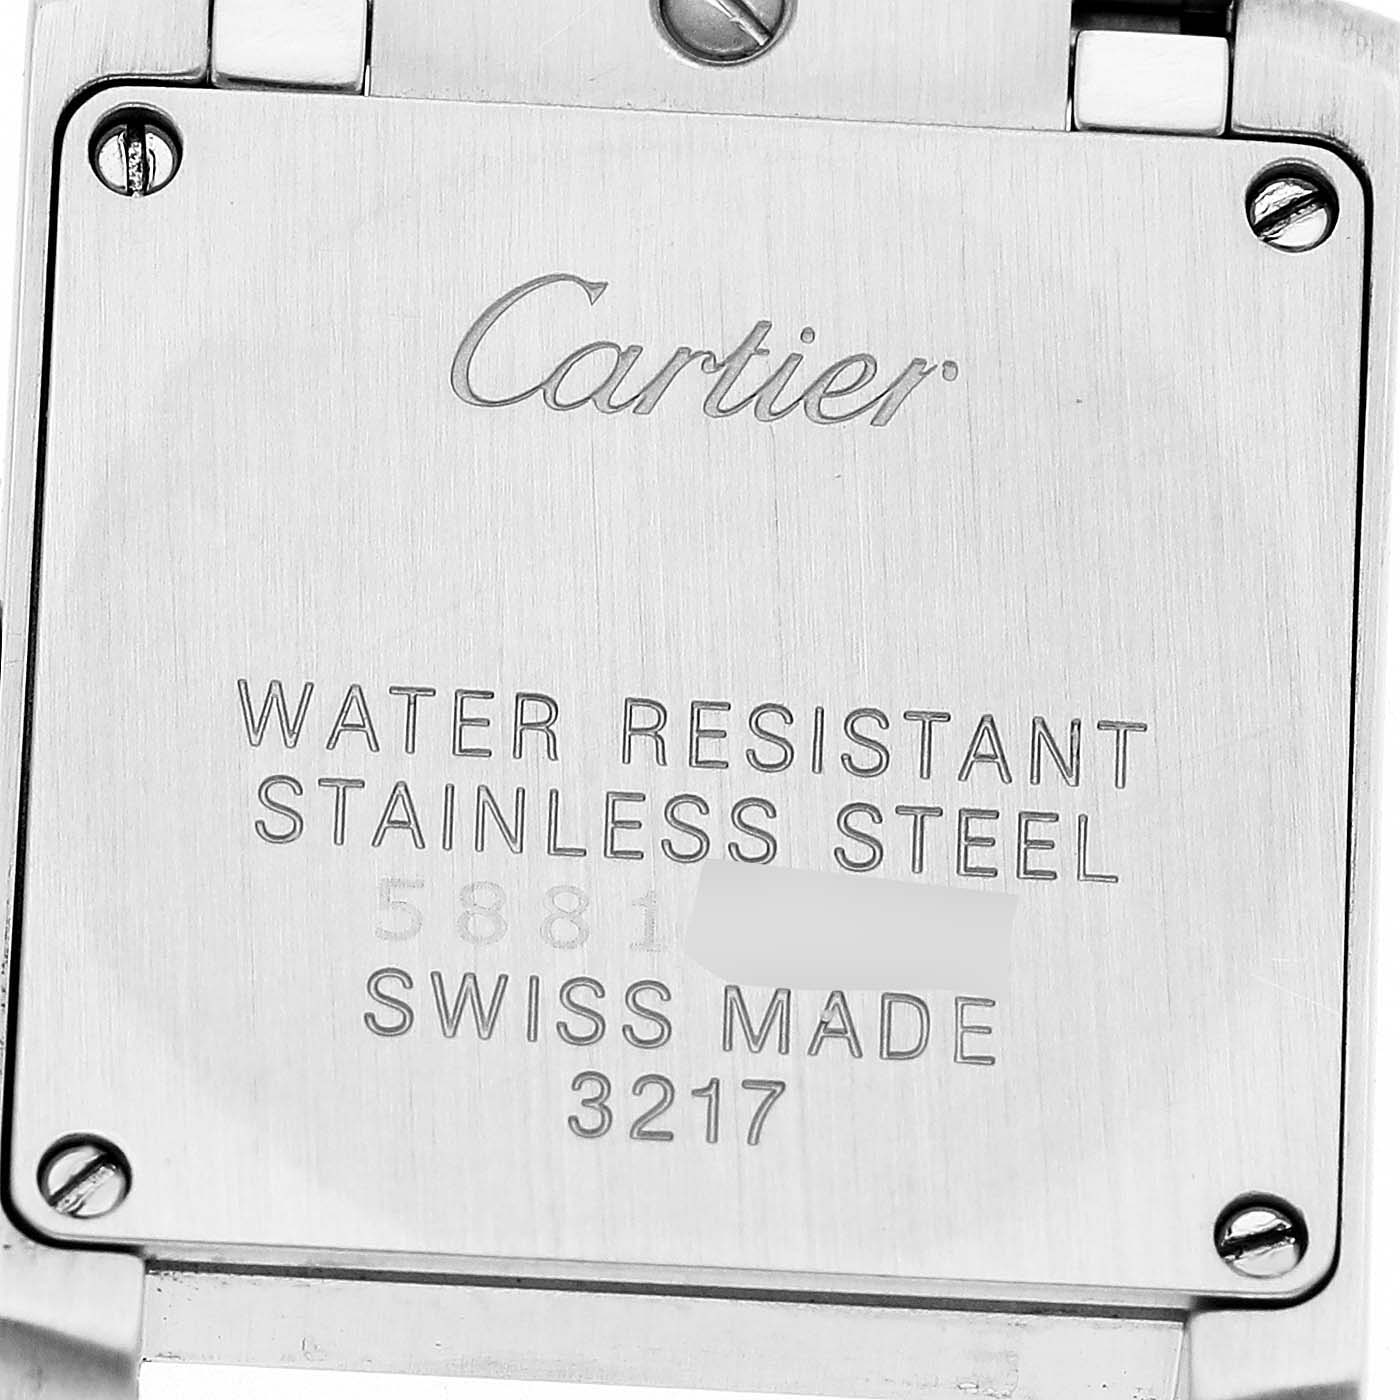 Cartier
WATER RESISTANT
STAINLESS STEEL
5881
SWISS MADE
3217